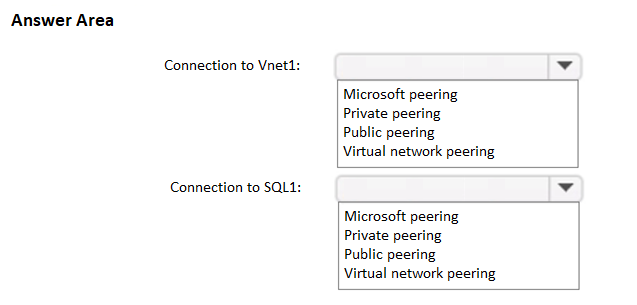 Answer Area
Connection to Vnet1:
Microsoft peering
Private peering
Public peering
Virtual network peering
Connection to SQL1:
Microsoft peering
Private peering
Public peering
Virtual network peering